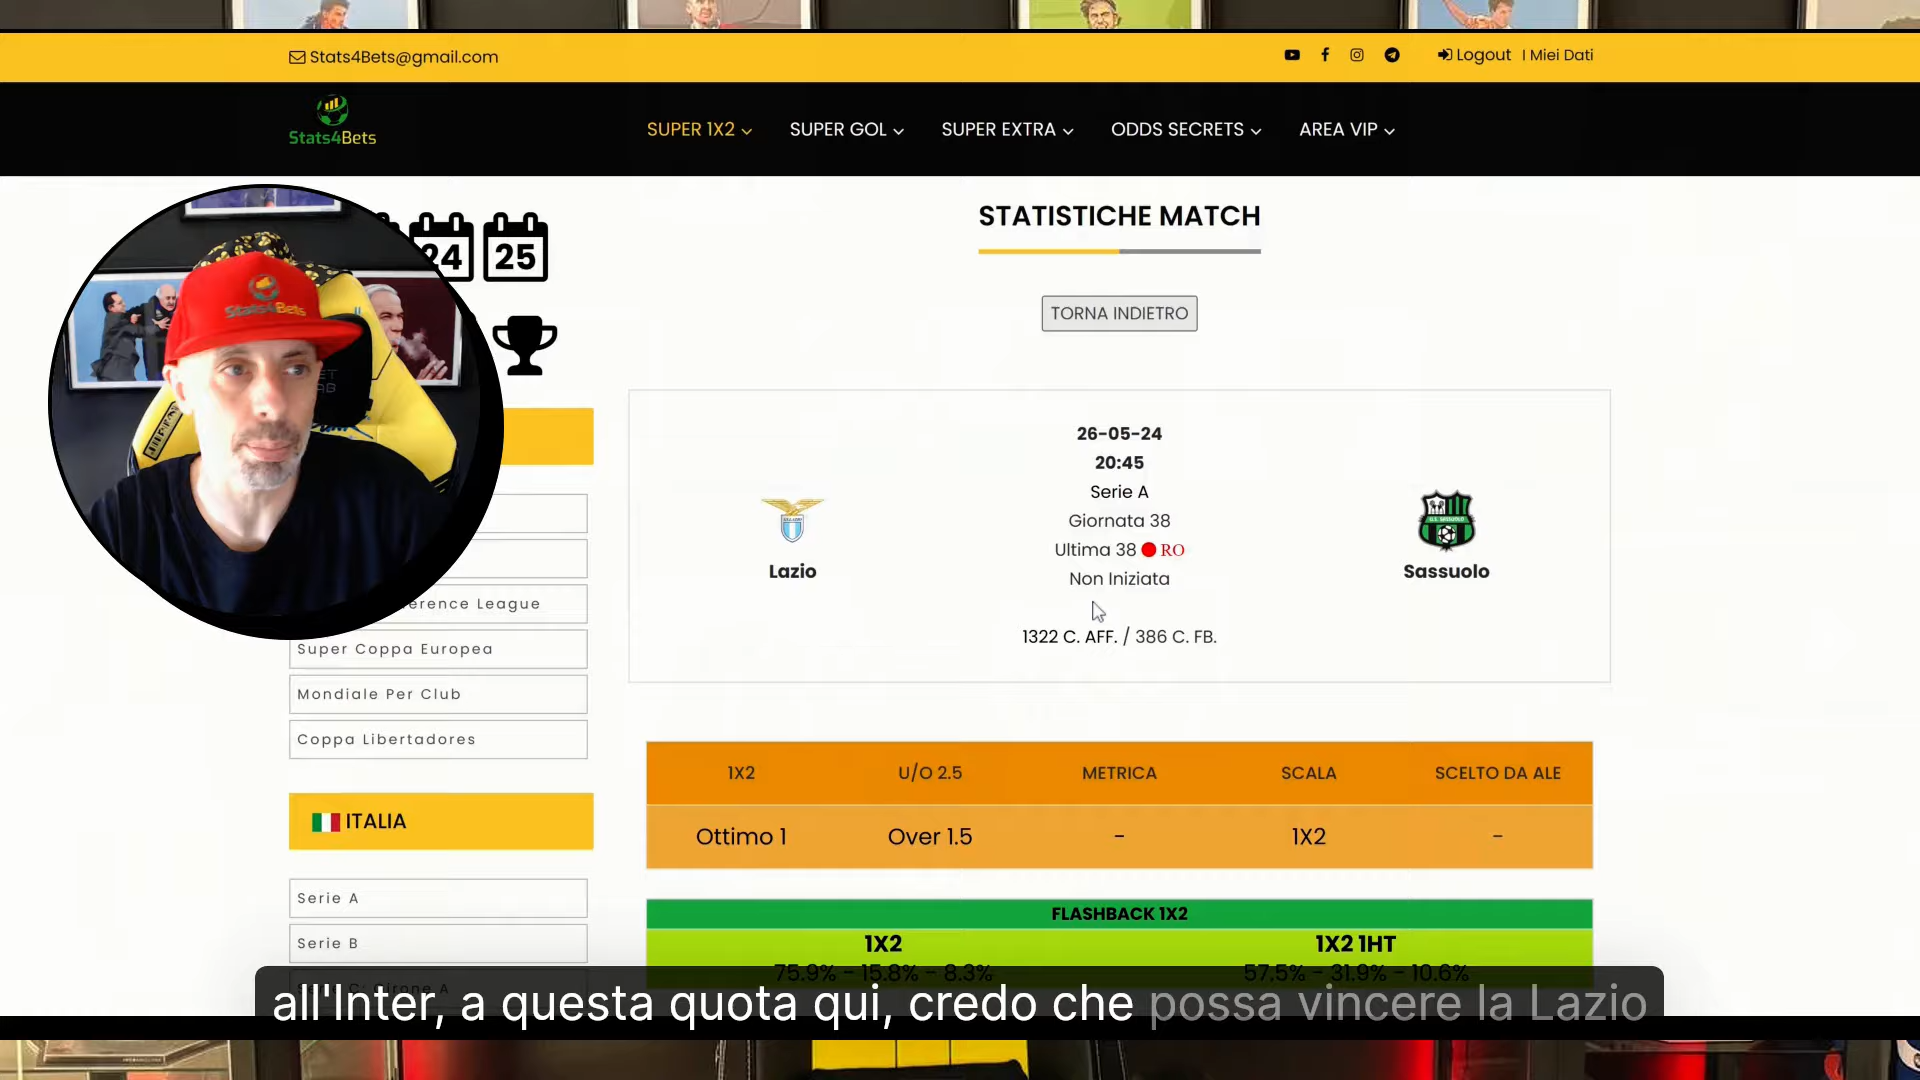 Stats4Bets@gmail.com
Logout I Miei Dati
Stats4Bets
SUPER 1X2
SUPER GOL
SUPER EXTRA
ODDS SECRETS
AREA VIP
24
25
STATISTICHE MATCH
TORNA INDIETRO
Stats4Bets
26-05-24
20:45
Serie A
Giornata 38
Ultima 38 RO
Non Iniziata
Lazio
Sassuolo
1322 C. AFF. / 386 C. FB.
erence League
Super Coppa Europea
Mondiale Per Club
Coppa Libertadores
1X2 U/O 2.5 METRICA SCALA SCELTO DA ALE
Ottimo 1 Over 1.5 - 1X2 -
ITALIA
Serie A
Serie B
FLASHBACK 1X2
1X2 1X2 1HT
75.9% - 15.8% - 8.3% 57.5% - 31.9% - 10.6%
all'Inter, a questa quota qui, credo che possa vincere la Lazio